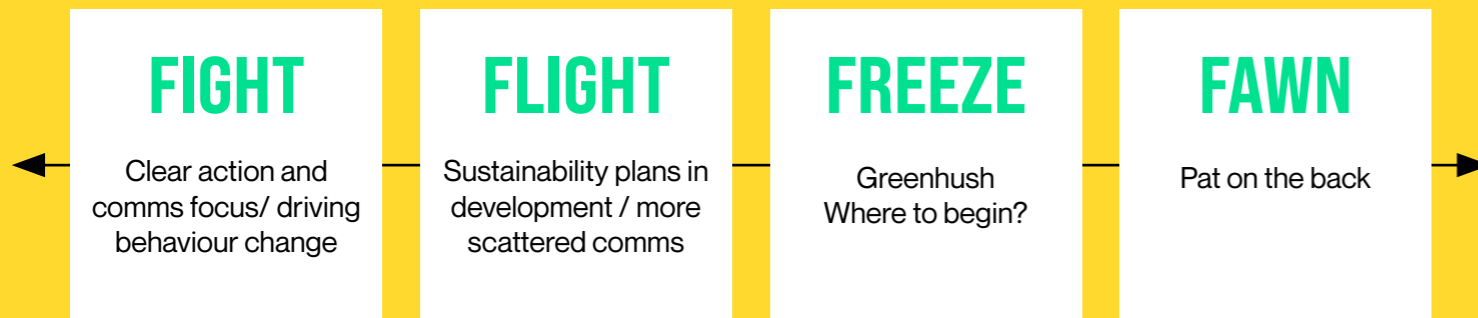 FIGHT
Clear action and
comms focus/ driving
behaviour change
FLIGHT
Sustainability plans in
development / more
scattered comms
FREEZE
Greenhush
Where to begin?
FAWN
Pat on the back